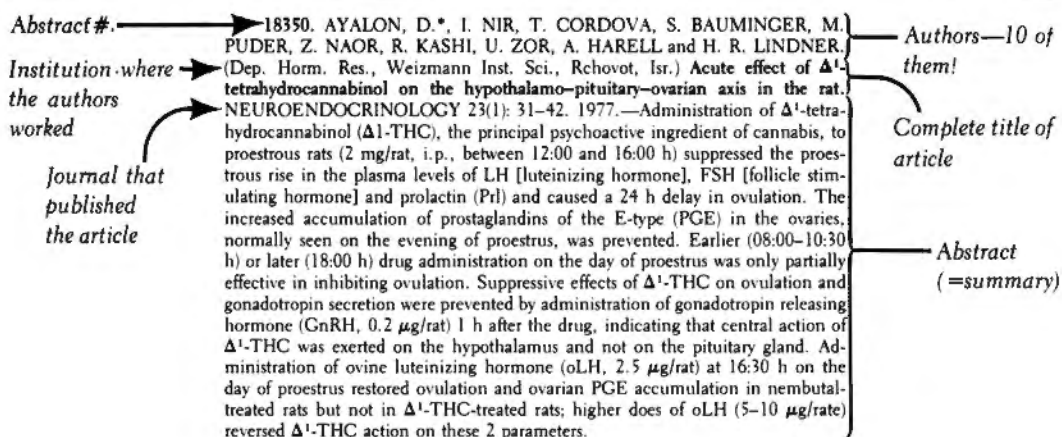 Abstract #.
Institution where
the authors
worked
Journal that
published
the article
18350. AYALON, D.*, I. NIR, T. CORDOVA, S. BAUMINGER, M.
PUDER, Z. NAOR, R. KASHI, U. ZOR, A. HARELL and H. R. LINDNER.
(Dep. Horm. Res., Weizmann Inst. Sci., Rchovot, Isr.) Acute effect of Δ¹-
tetrahydrocannabinol on the hypothalamo-pituitary-ovarian axis in the rat.
NEUROENDOCRINOLOGY 23(1): 31–42. 1977.—Administration of Δ¹-tetra-
hydrocannabinol (Δ1-THC), the principal psychoactive ingredient of cannabis, to
proestrous rats (2 mg/rat, i.p., between 12:00 and 16:00 h) suppressed the proes-
trous rise in the plasma levels of LH [luteinizing hormone], FSH [follicle stim-
ulating hormone] and prolactin (Prl) and caused a 24 h delay in ovulation. The
increased accumulation of prostaglandins of the E-type (PGE) in the ovaries,
normally seen on the evening of proestrus, was prevented. Earlier (08:00–10:30
h) or later (18:00 h) drug administration on the day of proestrus was only partially
effective in inhibiting ovulation. Suppressive effects of Δ¹-THC on ovulation and
gonadotropin secretion were prevented by administration of gonadotropin releasing
hormone (GnRH, 0.2 μg/rat) 1 h after the drug, indicating that central action of
Δ¹-THC was exerted on the hypothalamus and not on the pituitary gland. Ad-
ministration of ovine luteinizing hormone (oLH, 2.5 μg/rat) at 16:30 h on the
day of proestrus restored ovulation and ovarian PGE accumulation in nembutal-
treated rats but not in Δ¹-THC-treated rats; higher does of oLH (5–10 μg/rate)
reversed Δ¹-THC action on these 2 parameters.
Authors—10 of
them!
Complete title of
article
Abstract
(=summary)